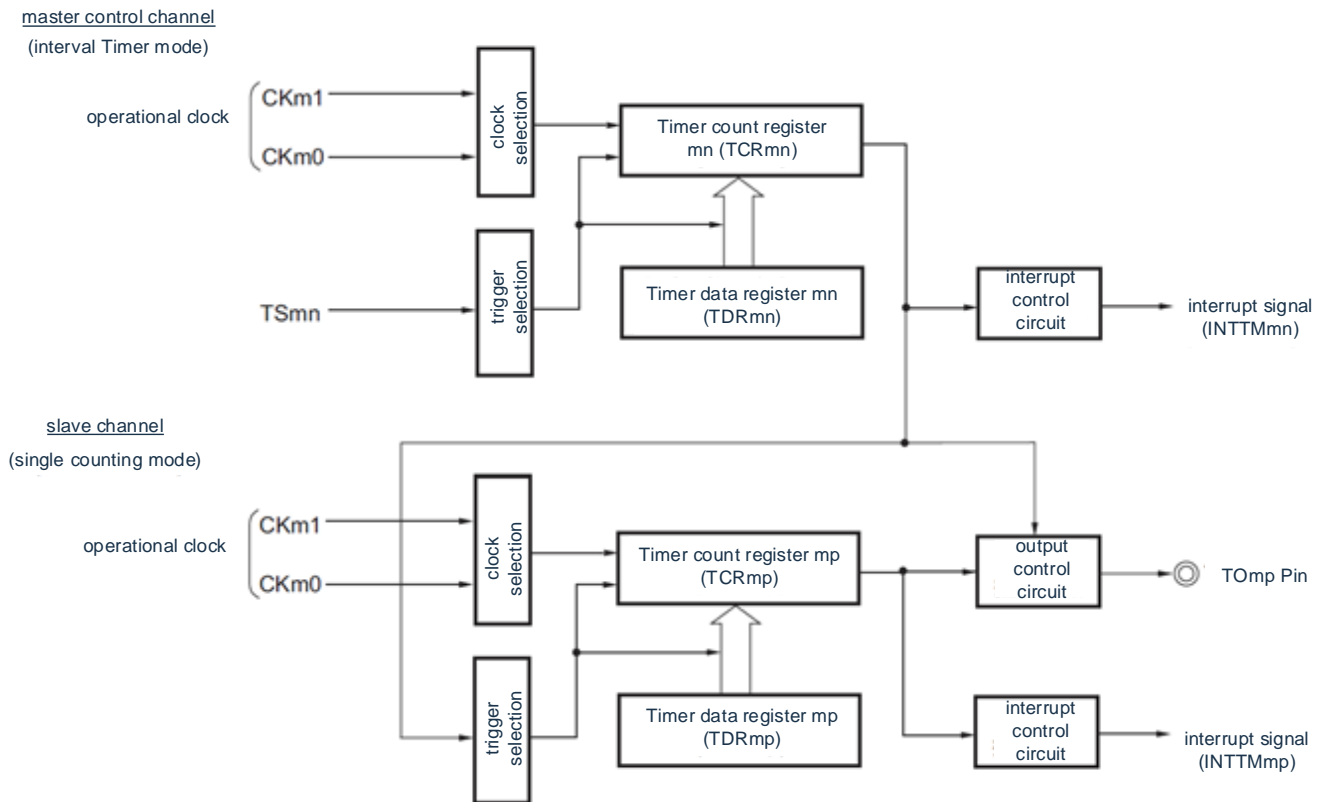 master control channel
(interval Timer mode)
operational clock
CKm1
CKm0
clock
selection
Timer count register
mn (TCRmn)
TSmn
trigger
selection
Timer data register mn
(TDRmn)
interrupt
control
circuit
interrupt signal
(INTTMmn)
slave channel
(single counting mode)
operational clock
CKm1
CKm0
clock
selection
Timer count register mp
(TCRmp)
output
control
circuit
TOmp Pin
trigger
selection
Timer data register mp
(TDRmp)
interrupt
control
circuit
interrupt signal
(INTTMmp)